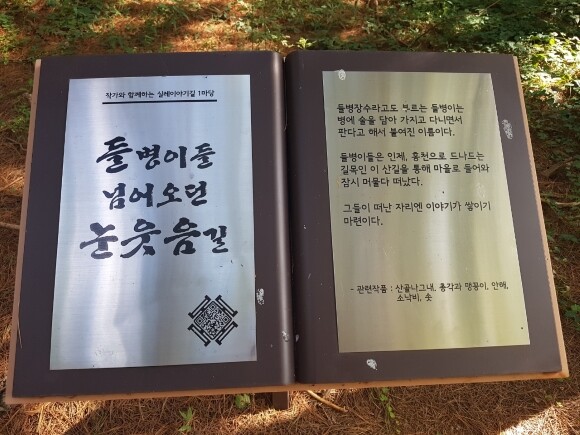 작가와 함께하는 실레이야기길 1마당
들병이들
넘어오던
눈웃음길
들병장수라고도 부르는 들병이는
병에 술을 담아 가지고 다니면서
판다고 해서 붙여진 이름이다.
들병이들은 인제, 홍천으로 드나드는
길목인 이 산길을 통해 마을로 들어와
잠시 머물다 떠났다.
그들이 떠난 자리엔 이야기가 쌓이기
마련이다.
- 관련작품 : 산골나그네, 총각과 맹꽁이, 안해,
소낙비, 솟